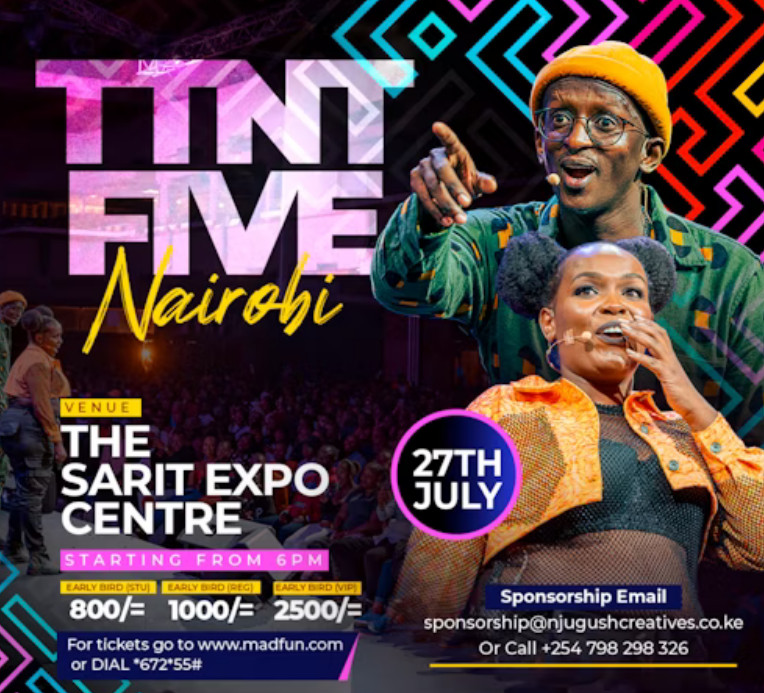 TTNT
FIVE
Nairobi
VENUE
THE
SARIT EXPO
CENTRE
STARTING FROM 6PM
EARLY BIRD (STU) EARLY BIRD (REG) EARLY BIRD (VIP)
800/= 1000/= 2500/=
For tickets go to www.madfun.com
or DIAL *672*55#
27TH
JULY
Sponsorship Email
sponsorship@njugushcreatives.co.ke
Or Call +254 798 298 326